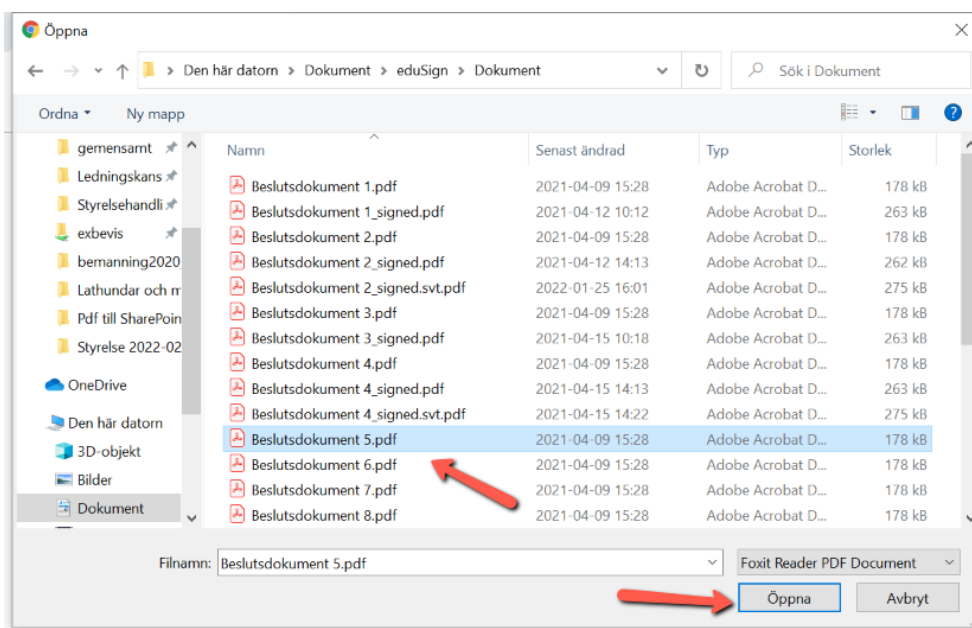 Öppna
Den här datorn > Dokument > eduSign > Dokument
Sök i Dokument
Ordna Ny mapp
gemensamt
Ledningskans
Styrelsehandli
exbevis
bemanning2020
Lathundar och m
Pdf till SharePoin
Styrelse 2022-02
OneDrive
Den här datorn
3D-objekt
Bilder
Dokument
Namn Senast ändrad Typ Storlek
Beslutsdokument 1.pdf 2021-04-09 15:28 Adobe Acrobat D... 178 kB
Beslutsdokument 1_signed.pdf 2021-04-12 10:12 Adobe Acrobat D... 263 kB
Beslutsdokument 2.pdf 2021-04-09 15:28 Adobe Acrobat D... 178 kB
Beslutsdokument 2_signed.pdf 2021-04-12 14:13 Adobe Acrobat D... 262 kB
Beslutsdokument 2_signed.svt.pdf 2022-01-25 16:01 Adobe Acrobat D... 275 kB
Beslutsdokument 3.pdf 2021-04-09 15:28 Adobe Acrobat D... 178 kB
Beslutsdokument 3_signed.pdf 2021-04-15 10:18 Adobe Acrobat D... 263 kB
Beslutsdokument 4.pdf 2021-04-09 15:28 Adobe Acrobat D... 178 kB
Beslutsdokument 4_signed.pdf 2021-04-15 14:13 Adobe Acrobat D... 263 kB
Beslutsdokument 4_signed.svt.pdf 2021-04-15 14:22 Adobe Acrobat D... 275 kB
Beslutsdokument 5.pdf 2021-04-09 15:28 Adobe Acrobat D... 178 kB
Beslutsdokument 6.pdf 2021-04-09 15:28 Adobe Acrobat D... 178 kB
Beslutsdokument 7.pdf 2021-04-09 15:28 Adobe Acrobat D... 178 kB
Beslutsdokument 8.pdf 2021-04-09 15:28 Adobe Acrobat D... 178 kB
Filnamn: Beslutsdokument 5.pdf Foxit Reader PDF Document
Öppna Avbryt